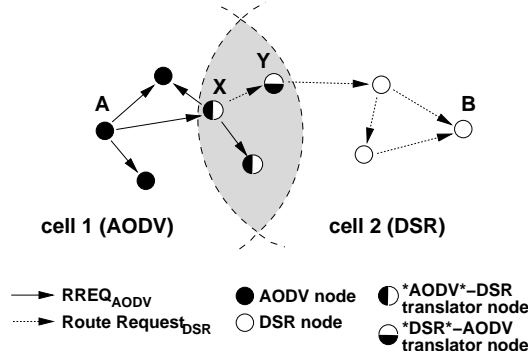 A
X
Y
B
cell 1 (AODV)
cell 2 (DSR)
RREQ_AODV
Route Request_DSR
AODV node
DSR node
*AODV*−DSR
translator node
*DSR*−AODV
translator node